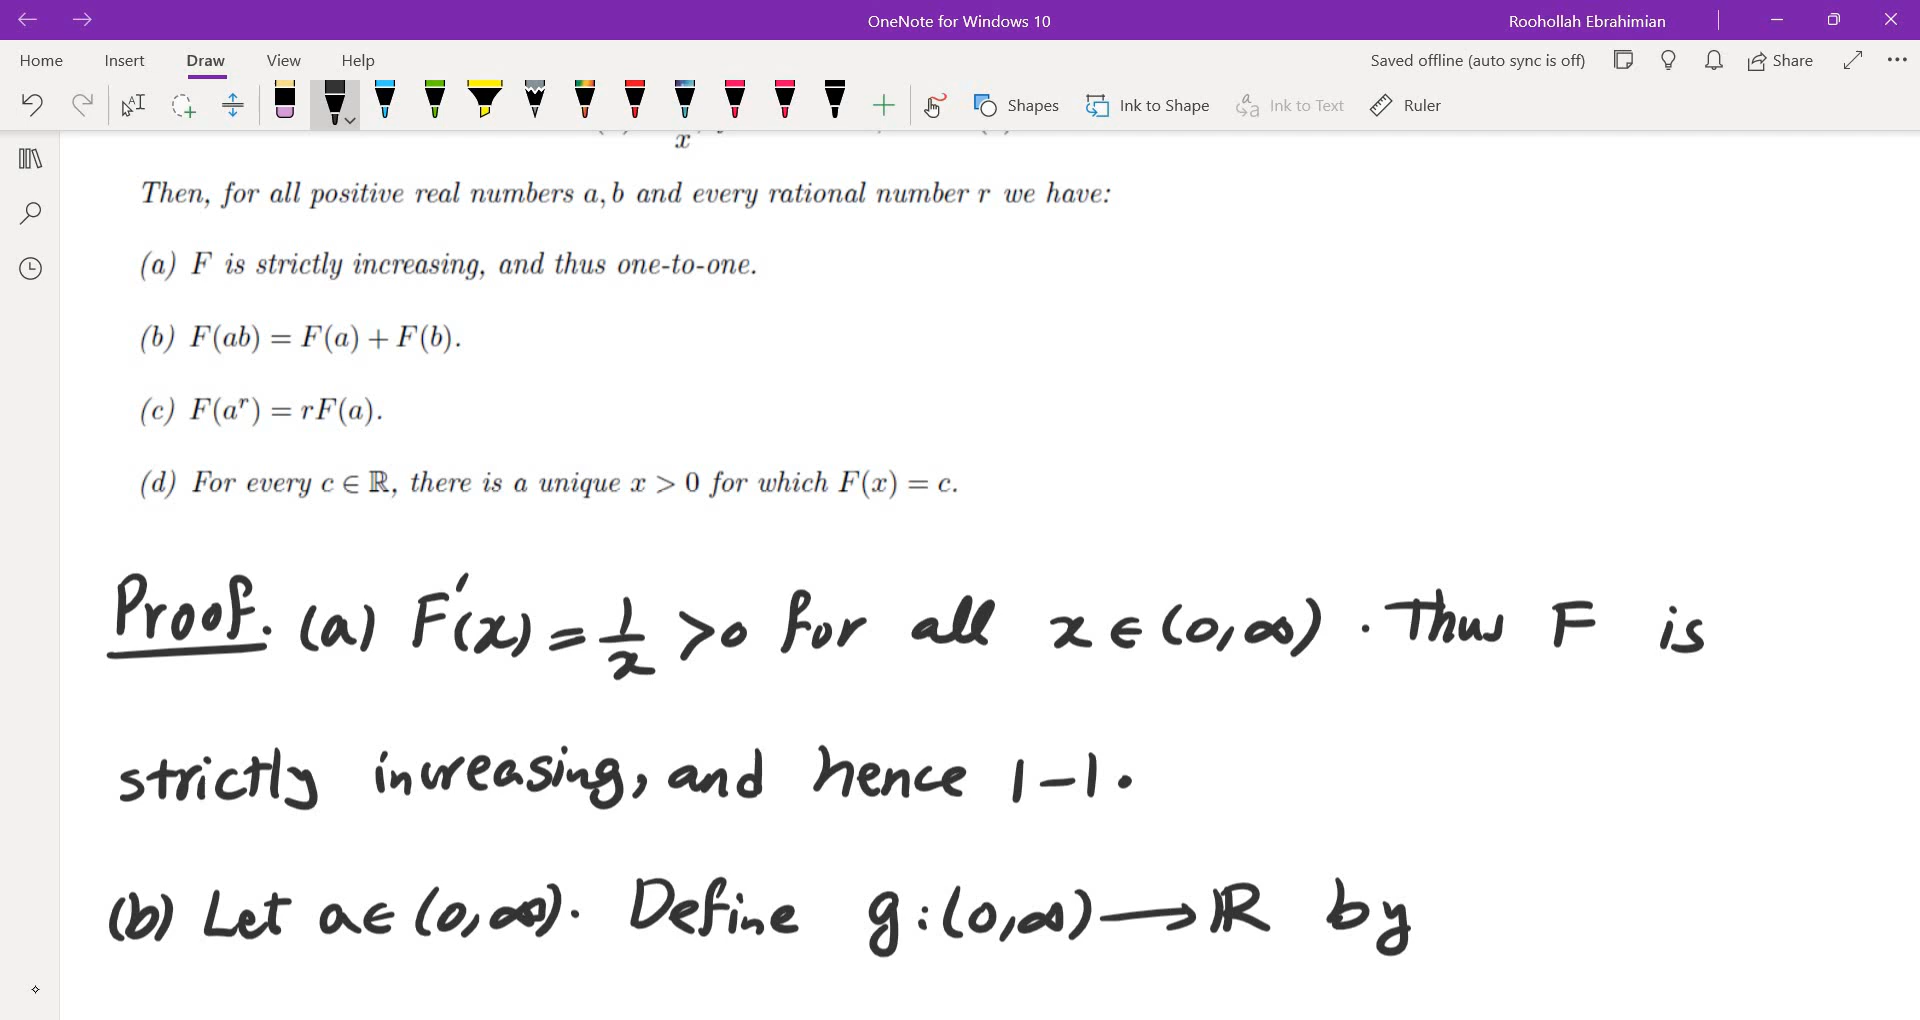 OneNote for Windows 10
Roohollah Ebrahimian
Home Insert Draw View Help
Saved offline (auto sync is off) Share
Shapes Ink to Shape Ink to Text Ruler
x
Then, for all positive real numbers a, b and every rational number r we have:
(a) F is strictly increasing, and thus one-to-one.
(b) F(ab) = F(a) + F(b).
(c) F(aʳ) = rF(a).
(d) For every c ∈ ℝ, there is a unique x > 0 for which F(x) = c.
Proof. (a) F′(x) = 1/x >0 for all x ∈ (0,∞). Thus F is
strictly increasing, and hence 1-1.
(b) Let a∈ (0,∞). Define g:(0,∞)⟶ℝ by